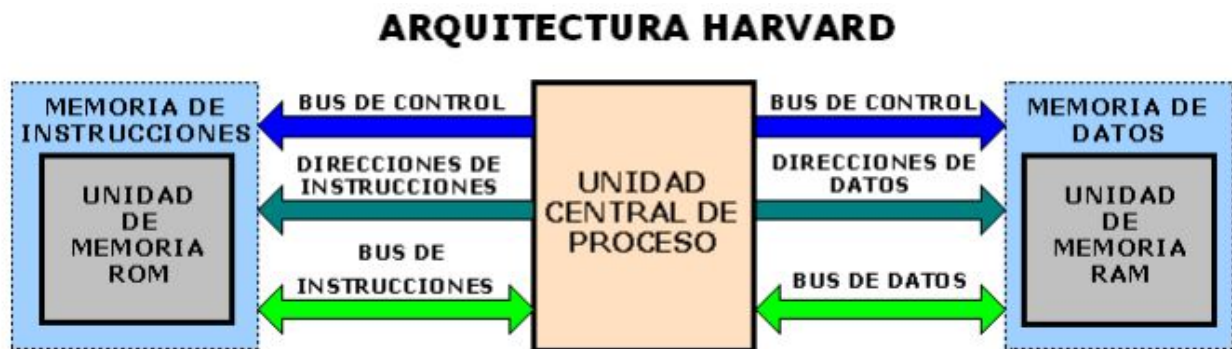 ARQUITECTURA HARVARD
MEMORIA DE
INSTRUCCIONES
UNIDAD
DE
MEMORIA
ROM
BUS DE CONTROL
DIRECCIONES DE
INSTRUCCIONES
BUS DE
INSTRUCCIONES
UNIDAD
CENTRAL DE
PROCESO
BUS DE CONTROL
DIRECCIONES DE
DATOS
BUS DE DATOS
MEMORIA DE
DATOS
UNIDAD
DE
MEMORIA
RAM